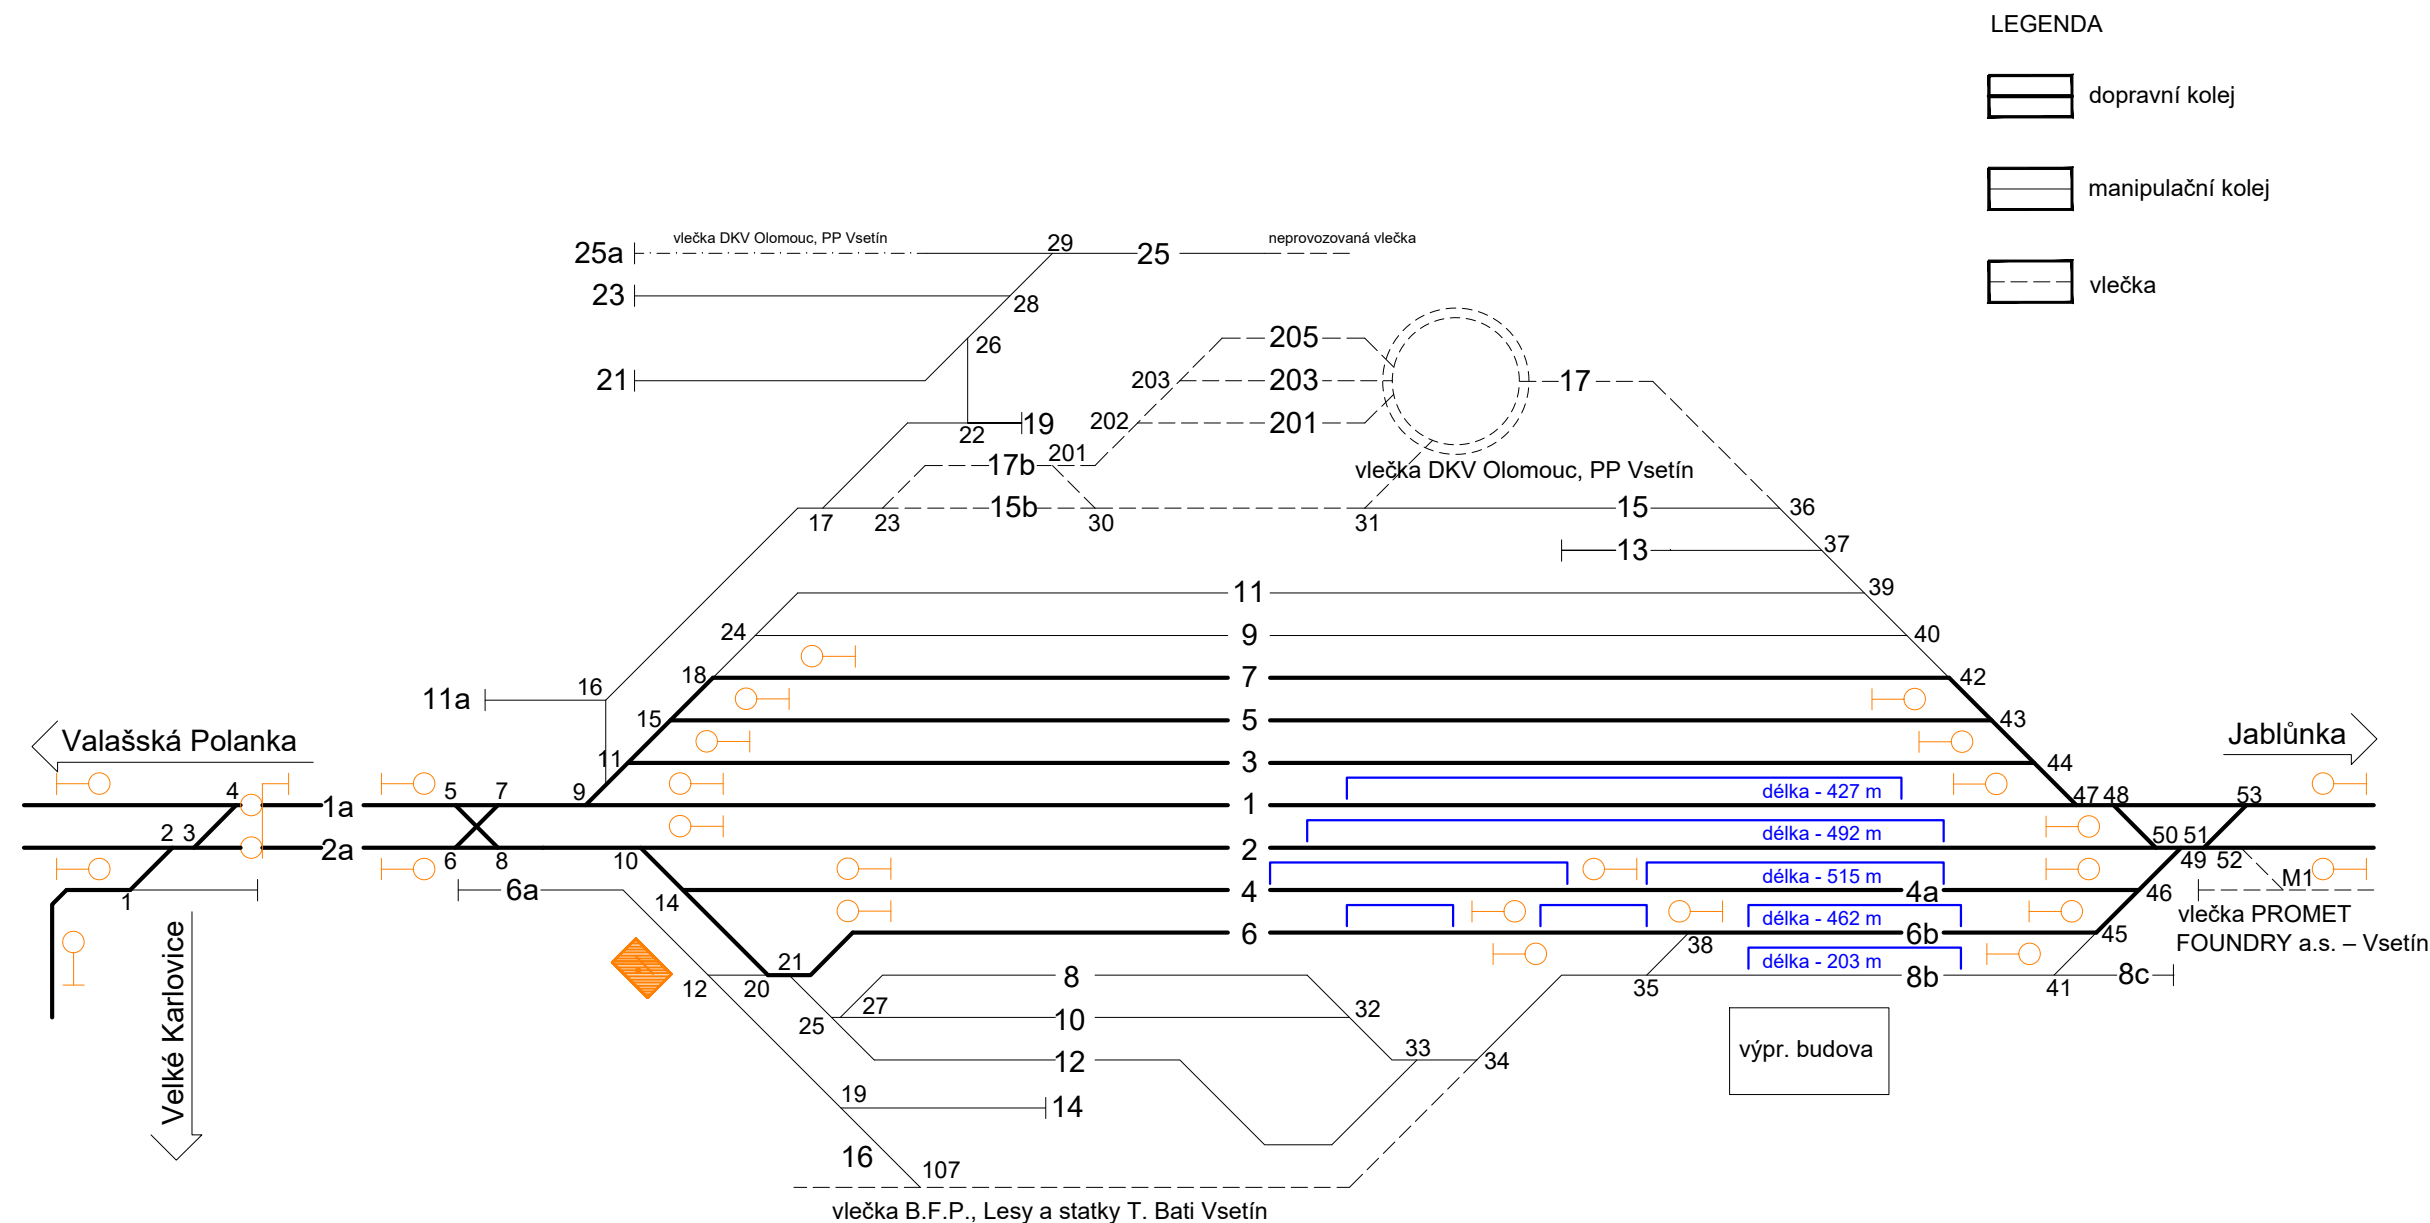 LEGENDA
dopravní kolej
manipulační kolej
vlečka
vlečka DKV Olomouc, PP Vsetín
neprovozovaná vlečka
25a
29
25
23
28
26
205
21
203
203
17
202
201
19
22
201
17b
vlečka DKV Olomouc, PP Vsetín
17
23
15b
30
31
15
36
13
37
11
39
24
9
40
18
7
42
16
11a
15
5
43
Valašská Polanka
Jablůnka
11
3
44
4
1a
5
7
9
1
délka - 427 m
47
48
53
2
3
2a
6
8
10
2
délka - 492 m
50
51
49
52
1
6a
14
4
délka - 515 m
4a
46
M1
vlečka PROMET
FOUNDRY a.s. – Vsetín
6
délka - 462 m
6b
45
38
Velké Karlovice
12
20
21
8
délka - 203 m
35
8b
41
8c
25
27
10
32
12
33
34
výpr. budova
19
14
16
107
vlečka B.F.P., Lesy a statky T. Bati Vsetín